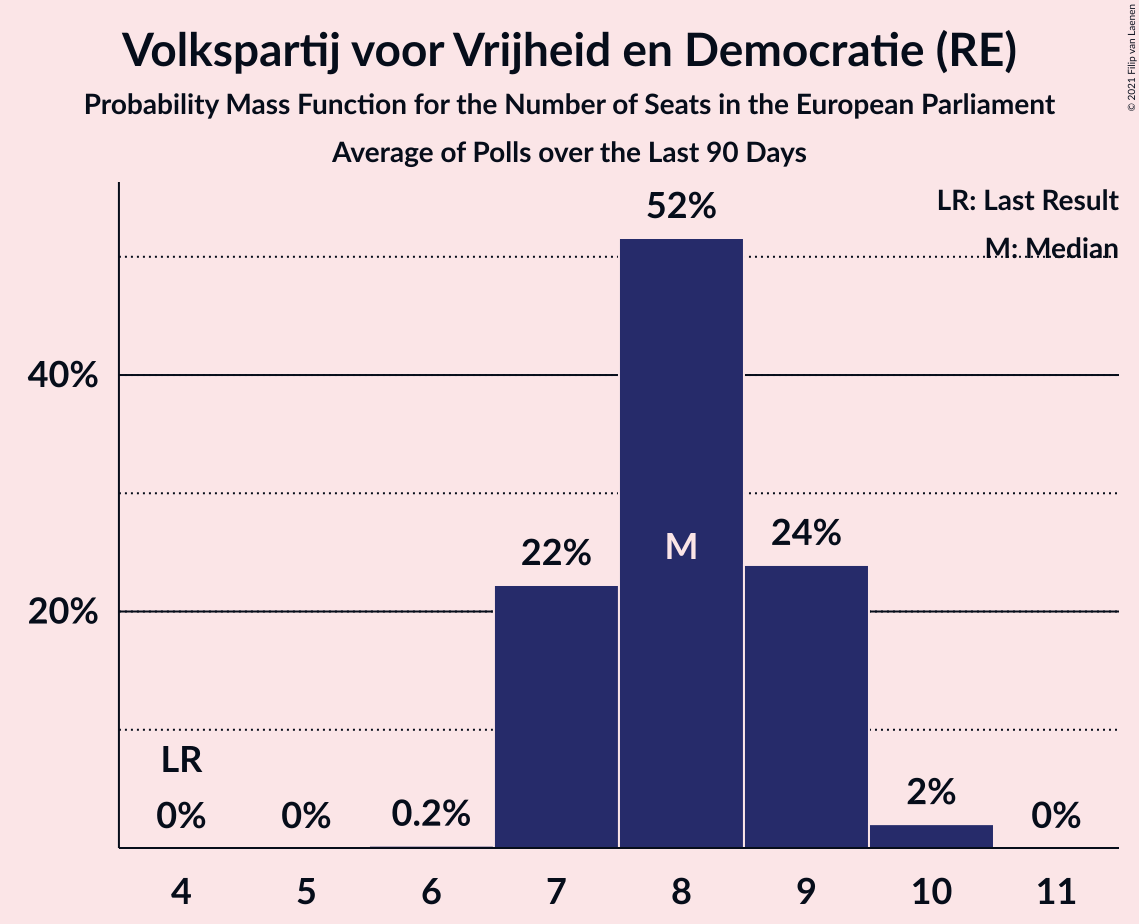 Volkspartij voor Vrijheid en Democratie (RE)
Probability Mass Function for the Number of Seats in the European Parliament
Average of Polls over the Last 90 Days
© 2021 Filip van Laenen
LR: Last Result
M: Median
52%
40%
24%
22%
M
20%
LR
0%
0%
0.2%
2%
0%
4 5 6 7 8 9 10 11